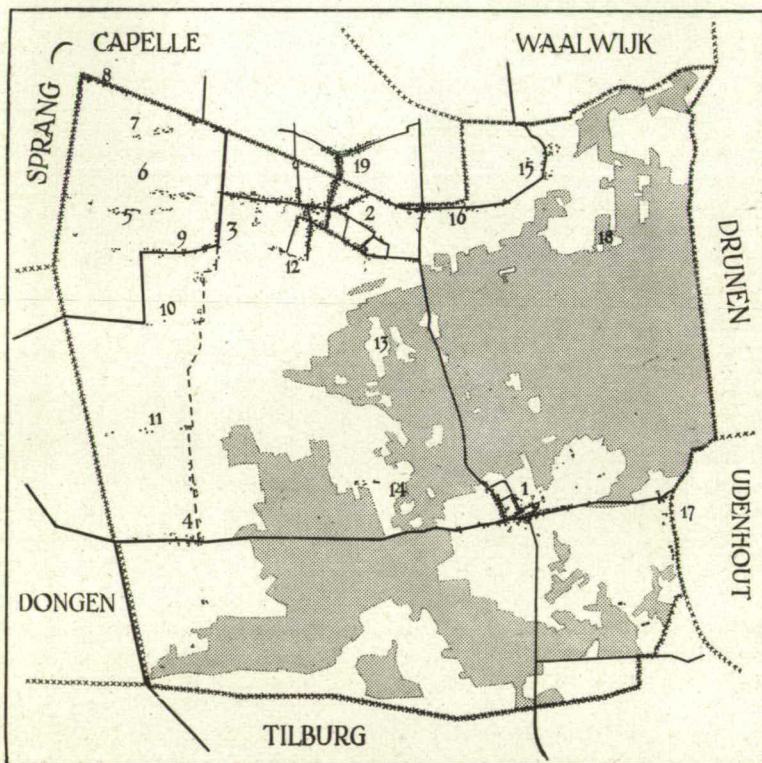 CAPELLE
WAALWIJK
SPRANG
8
7
6
5
9
3
19
2
12
16
15
18
10
13
11
14
4
1
17
DRUNEN
UDENHOUT
DONGEN
TILBURG